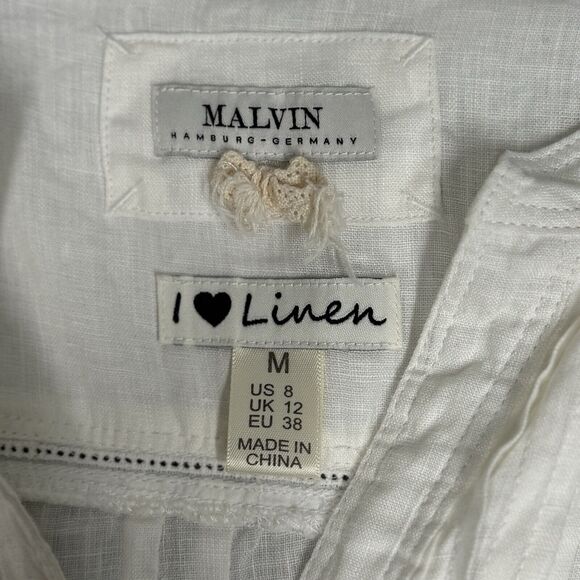 MALVIN
HAMBURG-GERMANY
I ♥ Linen
M
US 8
UK 12
EU 38
MADE IN
CHINA